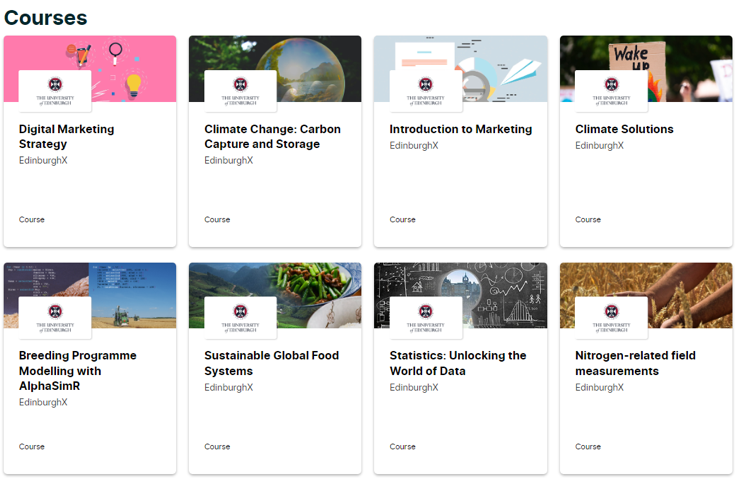 Courses
Wake
UP
THE UNIVERSITY
of EDINBURGH
THE UNIVERSITY
of EDINBURGH
THE UNIVERSITY
of EDINBURGH
THE UNIVERSITY
of EDINBURGH
Digital Marketing
Strategy
EdinburghX
Course
Climate Change: Carbon
Capture and Storage
EdinburghX
Course
Introduction to Marketing
EdinburghX
Course
Climate Solutions
EdinburghX
Course
THE UNIVERSITY
of EDINBURGH
THE UNIVERSITY
of EDINBURGH
THE UNIVERSITY
of EDINBURGH
THE UNIVERSITY
of EDINBURGH
Breeding Programme
Modelling with
AlphaSimR
EdinburghX
Course
Sustainable Global Food
Systems
EdinburghX
Course
Statistics: Unlocking the
World of Data
EdinburghX
Course
Nitrogen-related field
measurements
EdinburghX
Course